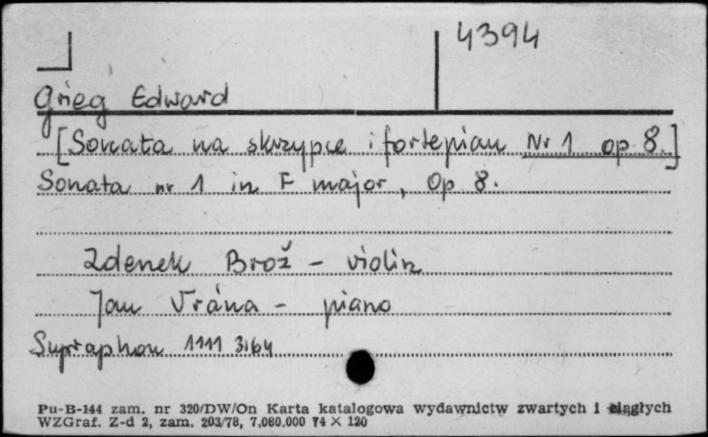 4394
Grieg Edward
[Sonata na skrzypce i fortepian Nr 1 op 8.]
Sonata nr 1 in F major, Op 8.
Zdenek Brož - violin
Jan Vrána - piano
Supraphon 1111 3164
Pu-B-144 zam. nr 320/DW/On Karta katalogowa wydawnictw zwartych i ciągłych
WZGraf. Z-d 2, zam. 203/78, 7.080.000 74 × 120